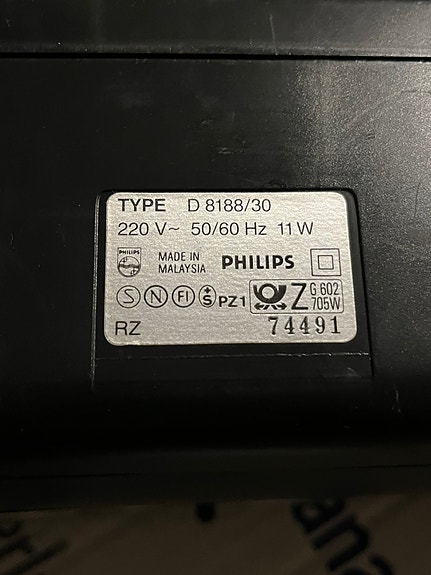 TYPE D 8188/30
220 V~ 50/60 Hz 11 W
PHILIPS MADE IN MALAYSIA PHILIPS
S N FI S PZ1 Z G 602 705W
RZ 74491